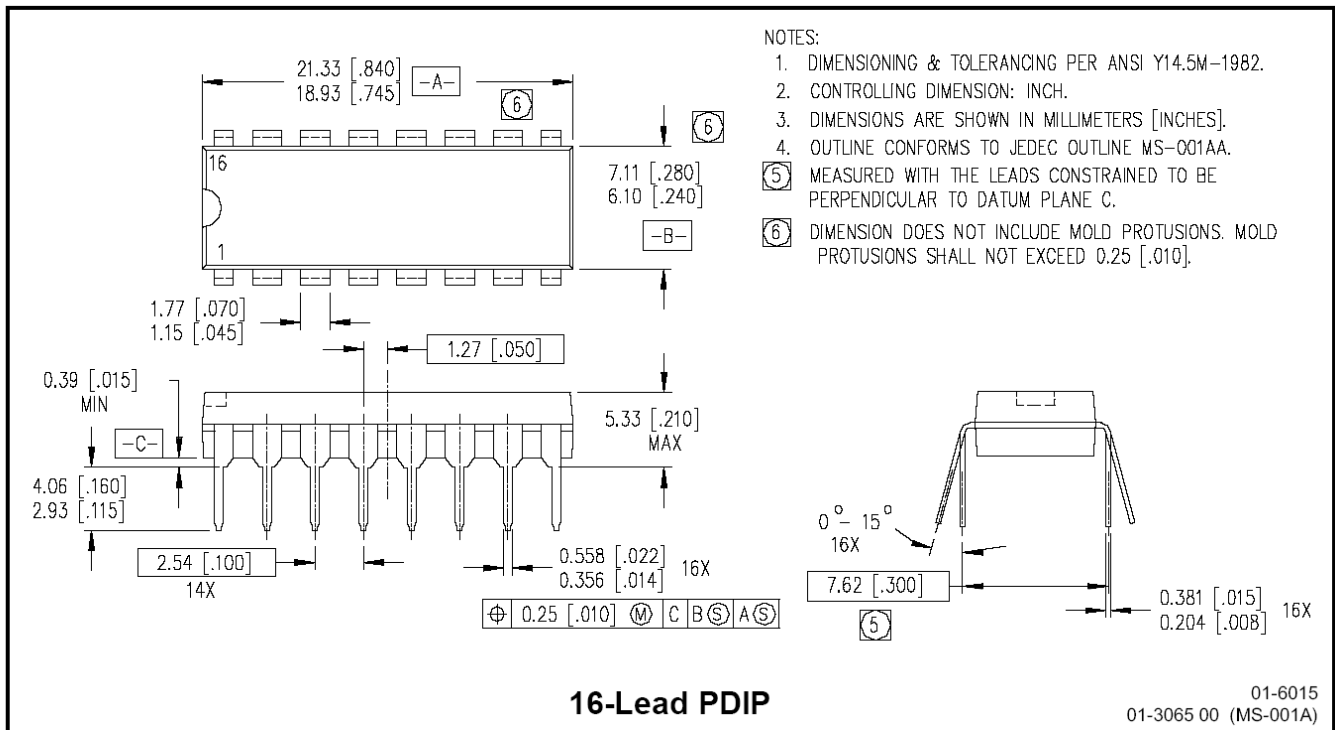 NOTES:
1. DIMENSIONING & TOLERANCING PER ANSI Y14.5M-1982.
2. CONTROLLING DIMENSION: INCH.
3. DIMENSIONS ARE SHOWN IN MILLIMETERS [INCHES].
4. OUTLINE CONFORMS TO JEDEC OUTLINE MS-001AA.
5 MEASURED WITH THE LEADS CONSTRAINED TO BE
PERPENDICULAR TO DATUM PLANE C.
6 DIMENSION DOES NOT INCLUDE MOLD PROTUSIONS. MOLD
PROTUSIONS SHALL NOT EXCEED 0.25 [.010].
21.33 [.840]
18.93 [.745]
-A-
6
6
16
1
7.11 [.280]
6.10 [.240]
-B-
1.77 [.070]
1.15 [.045]
1.27 [.050]
0.39 [.015]
MIN
-C-
5.33 [.210]
MAX
4.06 [.160]
2.93 [.115]
2.54 [.100]
14X
0.558 [.022]
0.356 [.014]
16X
⌖ 0.25 [.010] Ⓜ C B Ⓢ A Ⓢ
0° - 15°
16X
7.62 [.300]
5
0.381 [.015]
0.204 [.008]
16X
16-Lead PDIP
01-6015
01-3065 00 (MS-001A)